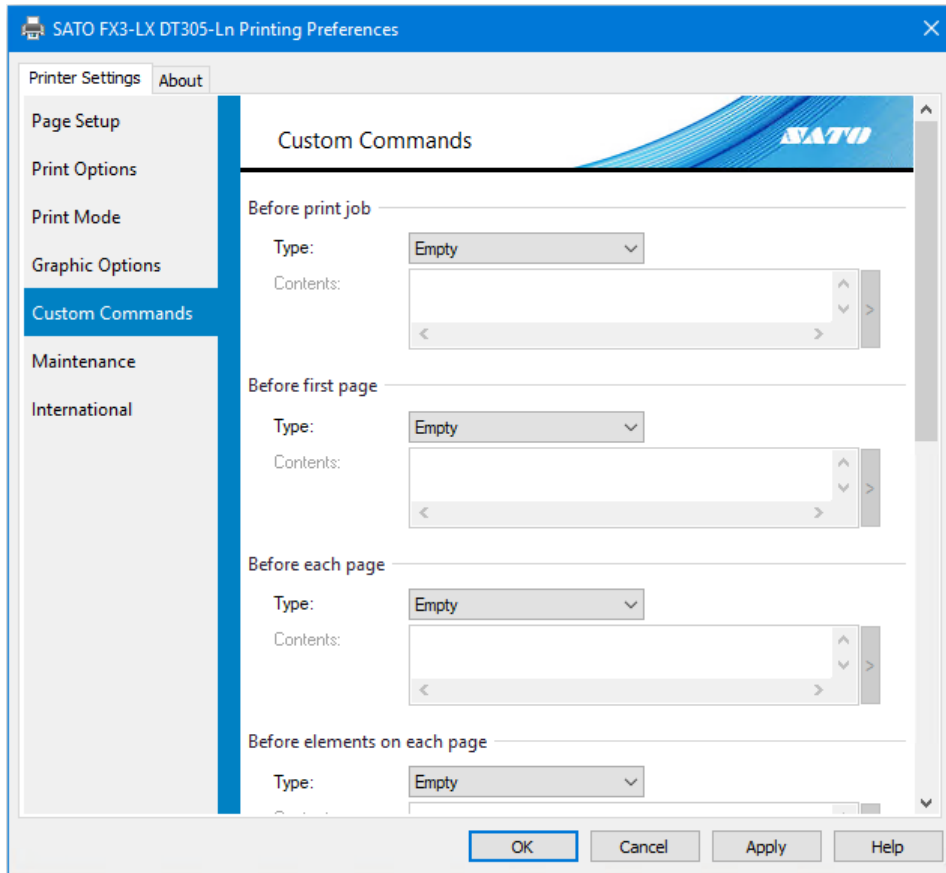 SATO FX3-LX DT305-Ln Printing Preferences
Printer Settings
About
Page Setup
Print Options
Print Mode
Graphic Options
Custom Commands
Maintenance
International
Custom Commands
SATO
Before print job
Type:
Empty
Contents:
Before first page
Type:
Empty
Contents:
Before each page
Type:
Empty
Contents:
Before elements on each page
Type:
Empty
OK
Cancel
Apply
Help